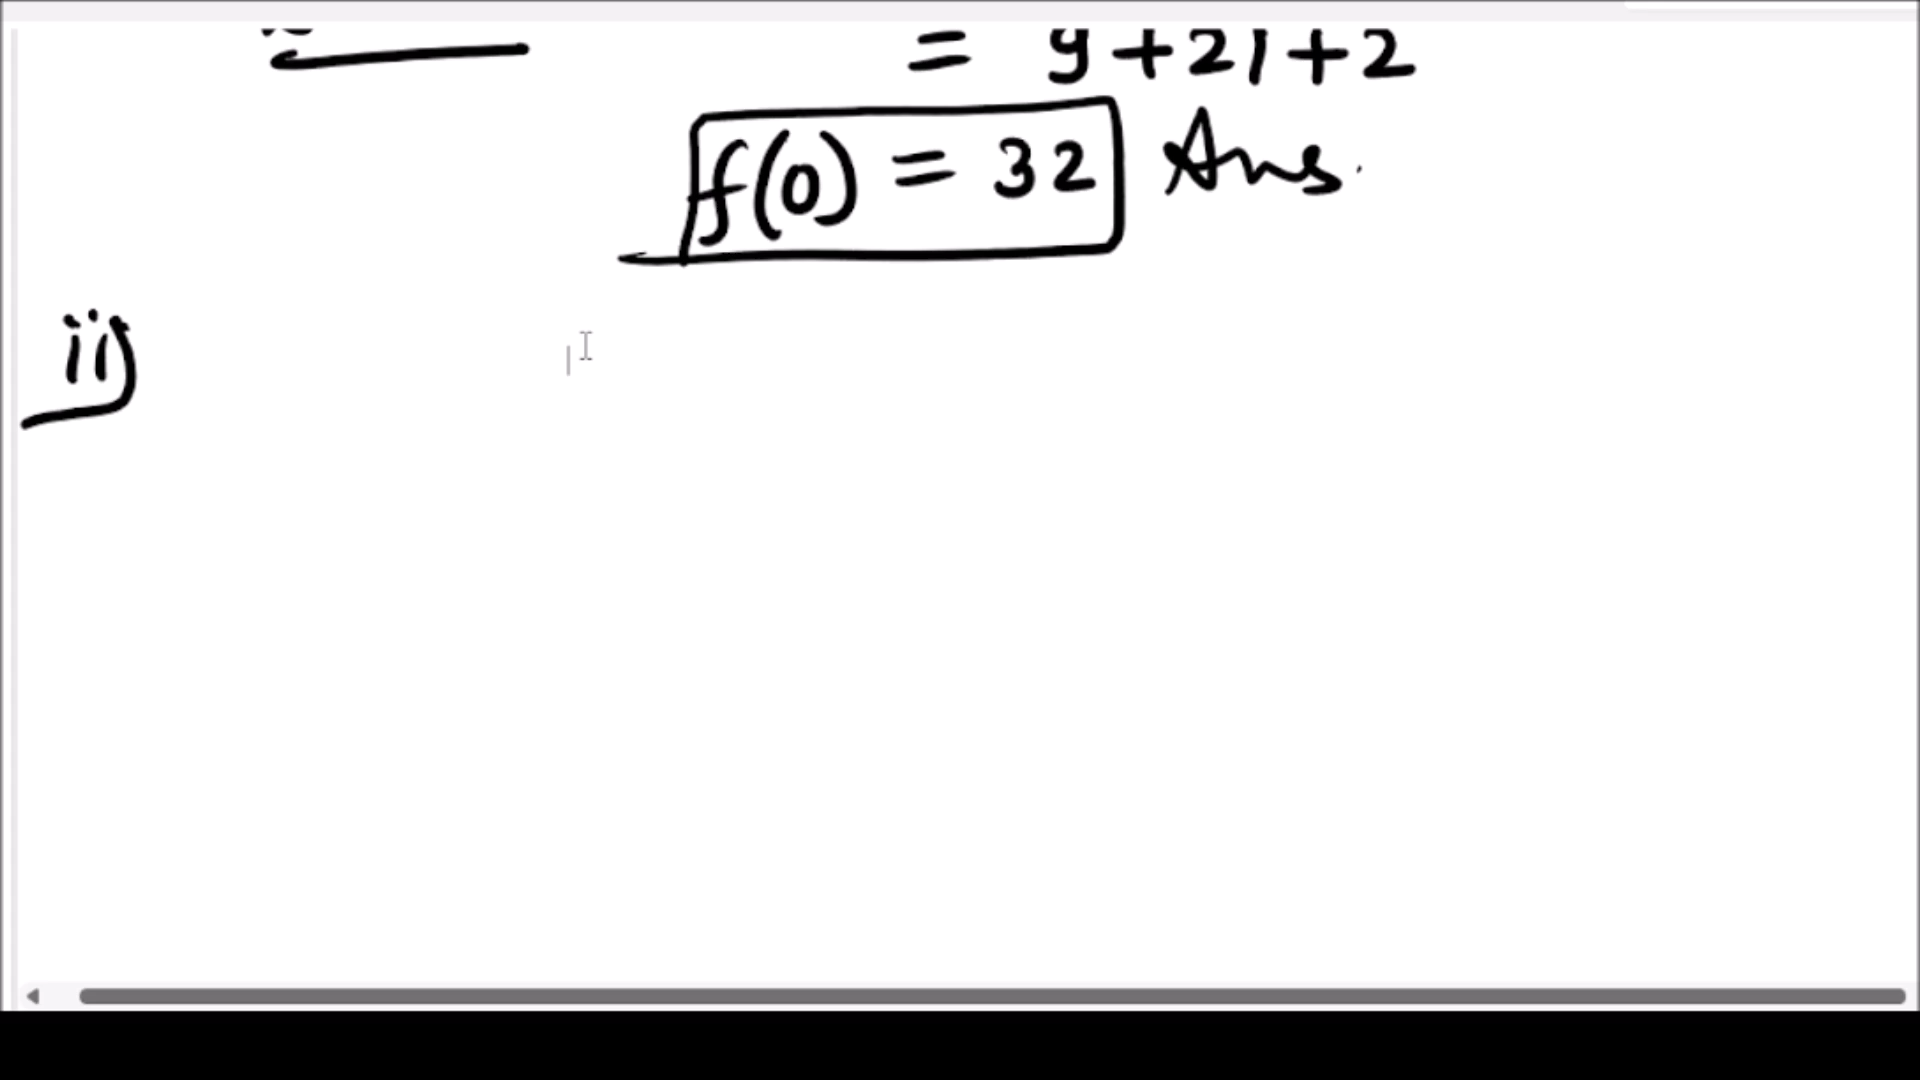 = 9 + 21 + 2
f(0) = 32 Ans.
ii)